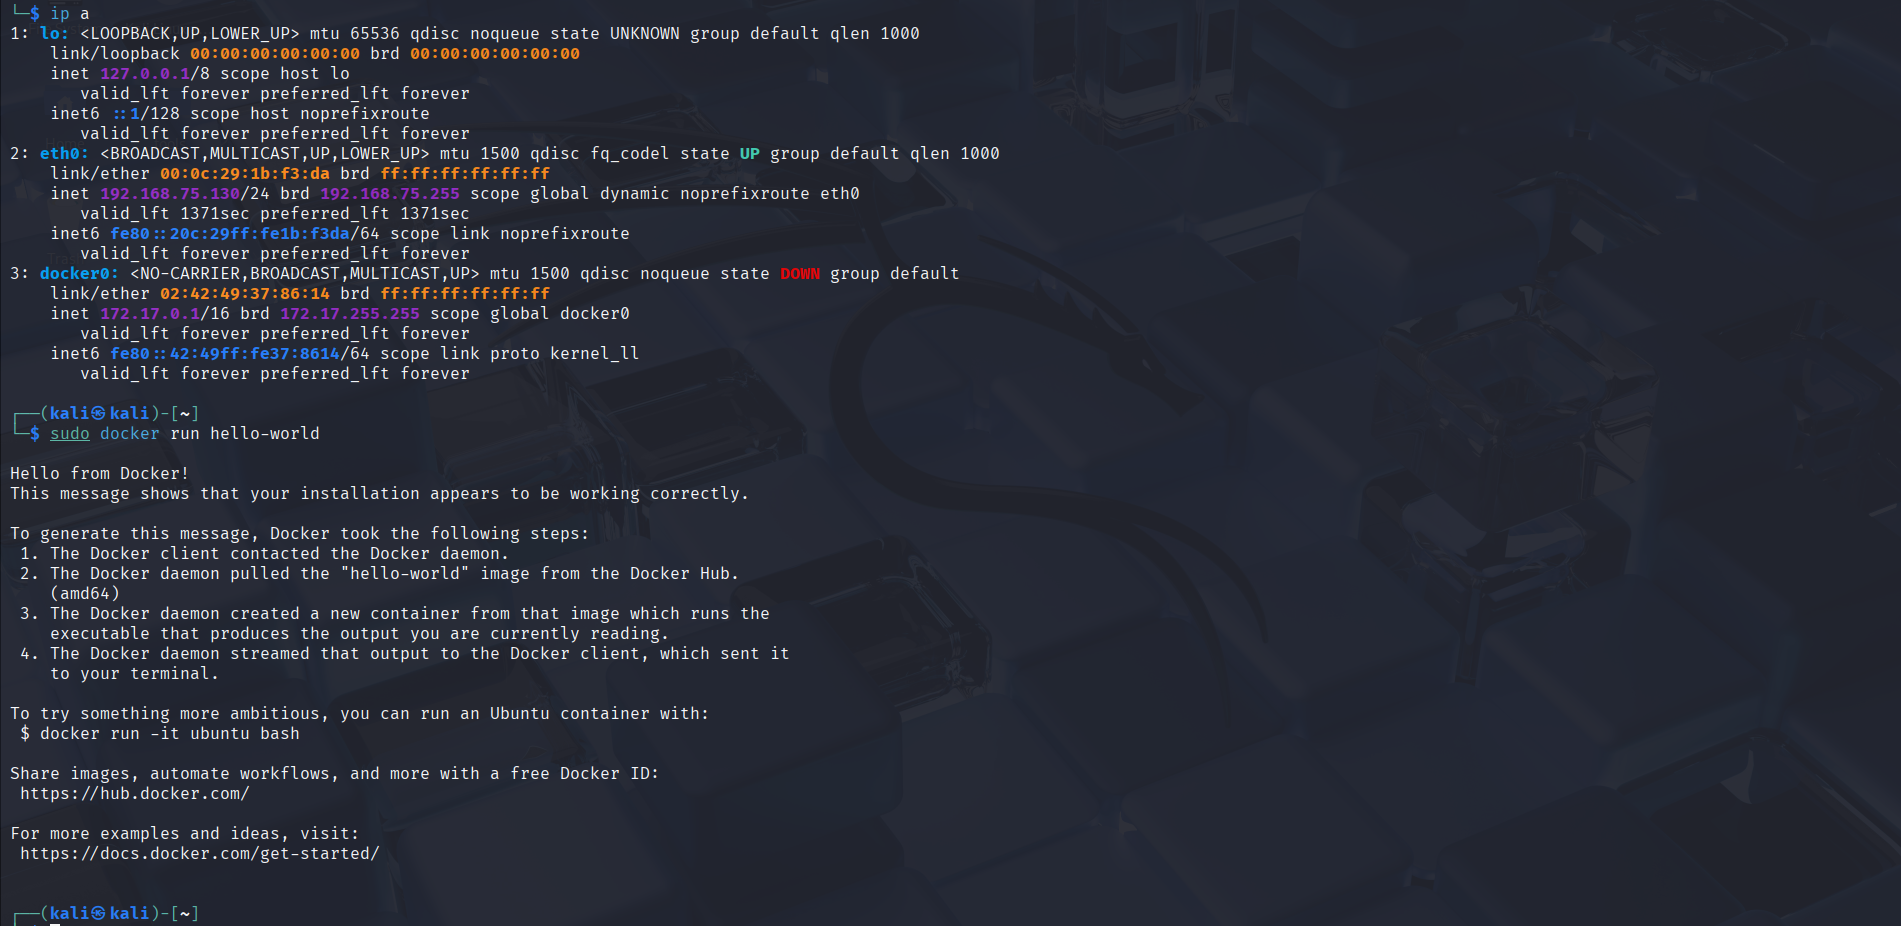 └─$ ip a
1: lo: <LOOPBACK,UP,LOWER_UP> mtu 65536 qdisc noqueue state UNKNOWN group default qlen 1000
    link/loopback 00:00:00:00:00:00 brd 00:00:00:00:00:00
    inet 127.0.0.1/8 scope host lo
       valid_lft forever preferred_lft forever
    inet6 ::1/128 scope host noprefixroute
       valid_lft forever preferred_lft forever
2: eth0: <BROADCAST,MULTICAST,UP,LOWER_UP> mtu 1500 qdisc fq_codel state UP group default qlen 1000
    link/ether 00:0c:29:1b:f3:da brd ff:ff:ff:ff:ff:ff
    inet 192.168.75.130/24 brd 192.168.75.255 scope global dynamic noprefixroute eth0
       valid_lft 1371sec preferred_lft 1371sec
    inet6 fe80::20c:29ff:fe1b:f3da/64 scope link noprefixroute
       valid_lft forever preferred_lft forever
3: docker0: <NO-CARRIER,BROADCAST,MULTICAST,UP> mtu 1500 qdisc noqueue state DOWN group default
    link/ether 02:42:49:37:86:14 brd ff:ff:ff:ff:ff:ff
    inet 172.17.0.1/16 brd 172.17.255.255 scope global docker0
       valid_lft forever preferred_lft forever
    inet6 fe80::42:49ff:fe37:8614/64 scope link proto kernel_ll
       valid_lft forever preferred_lft forever
┌──(kali㉿kali)-[~]
└─$ sudo docker run hello-world
Hello from Docker!
This message shows that your installation appears to be working correctly.
To generate this message, Docker took the following steps:
 1. The Docker client contacted the Docker daemon.
 2. The Docker daemon pulled the "hello-world" image from the Docker Hub.
    (amd64)
 3. The Docker daemon created a new container from that image which runs the
    executable that produces the output you are currently reading.
 4. The Docker daemon streamed that output to the Docker client, which sent it
    to your terminal.
To try something more ambitious, you can run an Ubuntu container with:
 $ docker run -it ubuntu bash
Share images, automate workflows, and more with a free Docker ID:
 https://hub.docker.com/
For more examples and ideas, visit:
 https://docs.docker.com/get-started/
┌──(kali㉿kali)-[~]